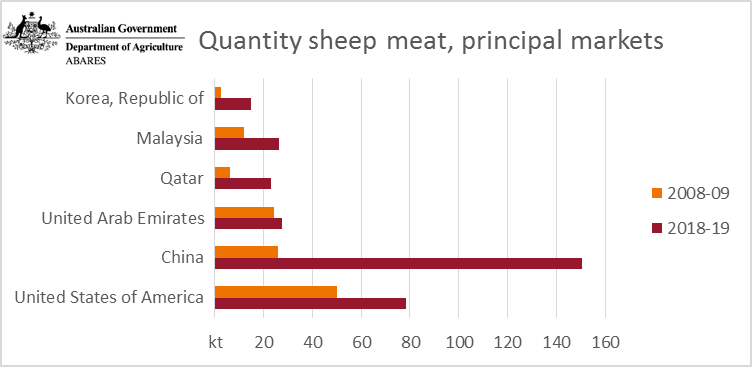 Australian Government
Department of Agriculture
ABARES
Quantity sheep meat, principal markets
Korea, Republic of
Malaysia
Qatar
United Arab Emirates
China
United States of America
kt 20 40 60 80 100 120 140 160
2008-09
2018-19